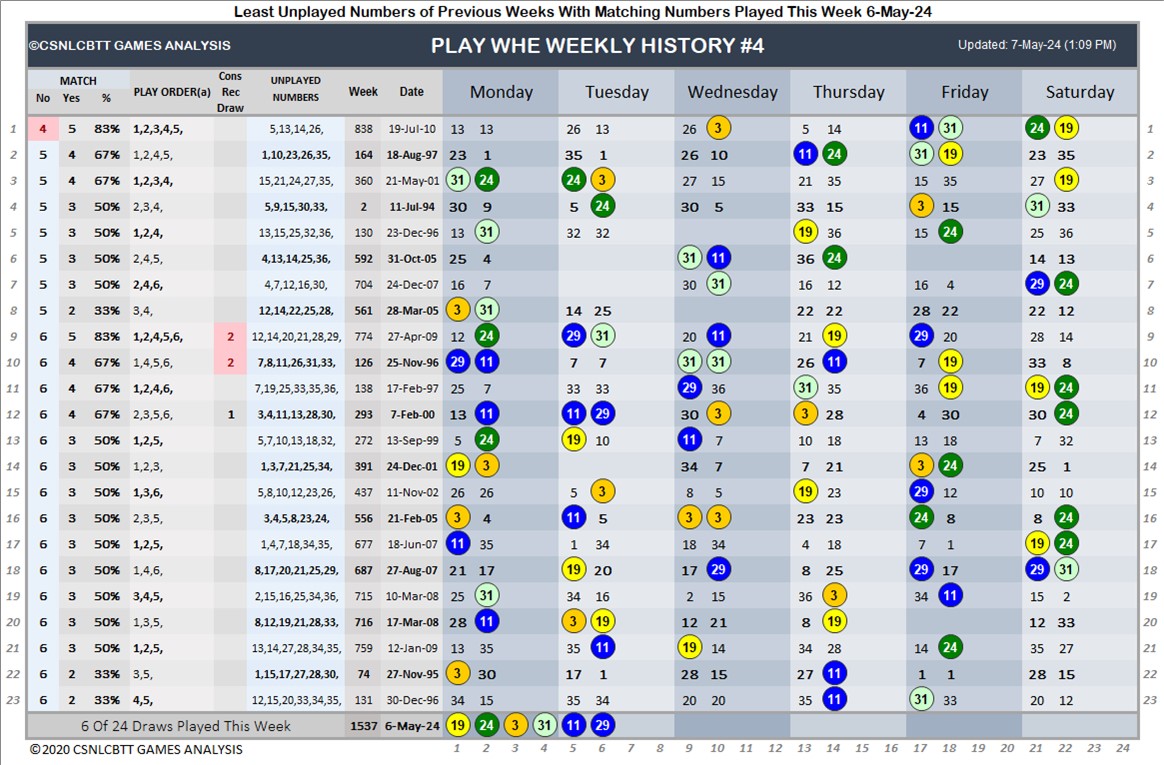 Least Unplayed Numbers of Previous Weeks With Matching Numbers Played This Week 6-May-24
©CSNLCBTT GAMES ANALYSIS PLAY WHE WEEKLY HISTORY #4 Updated: 7-May-24 (1:09 PM)
MATCH No Yes % PLAY ORDER(a) Cons Rec Draw UNPLAYED NUMBERS Week Date Monday Tuesday Wednesday Thursday Friday Saturday
1 4 5 83% 1,2,3,4,5, 5,13,14,26, 838 19-Jul-10 13 13 26 13 26 3 5 14 11 31 24 19 1
2 5 4 67% 1,2,4,5, 1,10,23,26,35, 164 18-Aug-97 23 1 35 1 26 10 11 24 31 19 23 35 2
3 5 4 67% 1,2,3,4, 15,21,24,27,35, 360 21-May-01 31 24 24 3 27 15 21 35 15 35 27 19 3
4 5 3 50% 2,3,4, 5,9,15,30,33, 2 11-Jul-94 30 9 5 24 30 5 33 15 3 15 31 33 4
5 5 3 50% 1,2,4, 13,15,25,32,36, 130 23-Dec-96 13 31 32 32 19 36 15 24 25 36 5
6 5 3 50% 2,4,5, 4,13,14,25,36, 592 31-Oct-05 25 4 31 11 36 24 14 13 6
7 5 3 50% 2,4,6, 4,7,12,16,30, 704 24-Dec-07 16 7 30 31 16 12 16 4 29 24 7
8 5 2 33% 3,4, 12,14,22,25,28, 561 28-Mar-05 3 31 14 25 22 22 28 22 8
9 6 5 83% 1,2,4,5,6, 2 12,14,20,21,28,29, 774 27-Apr-09 12 24 29 31 20 11 21 19 29 20 28 14 9
10 6 4 67% 1,4,5,6, 2 7,8,11,26,31,33, 126 25-Nov-96 29 11 7 7 31 31 26 11 7 19 33 8 10
11 6 4 67% 1,2,4,6, 7,19,25,33,35,36, 138 17-Feb-97 25 7 33 33 29 36 31 35 36 19 19 24 11
12 6 4 67% 2,3,5,6, 1 3,4,11,13,28,30, 293 7-Feb-00 13 11 11 29 30 3 3 28 4 30 30 24 12
13 6 3 50% 1,2,5, 5,7,10,13,18,32, 272 13-Sep-99 5 24 19 10 11 7 10 18 13 18 7 32 13
14 6 3 50% 1,2,3, 1,3,7,21,25,34, 391 24-Dec-01 19 3 34 7 7 21 3 24 25 1 14
15 6 3 50% 1,3,6, 5,8,10,12,23,26, 437 11-Nov-02 26 26 5 3 8 5 19 23 29 12 10 10 15
16 6 3 50% 2,3,5, 3,4,5,8,23,24, 556 21-Feb-05 3 4 11 5 3 3 23 23 24 8 8 24 16
17 6 3 50% 1,2,5, 1,4,7,18,34,35, 677 18-Jun-07 11 35 1 34 18 34 4 18 7 1 19 24 17
18 6 3 50% 1,4,6, 8,17,20,21,25,29, 687 27-Aug-07 21 17 19 20 17 29 8 25 29 17 29 31 18
19 6 3 50% 3,4,5, 2,15,16,25,34,36, 715 10-Mar-08 25 31 34 16 2 15 36 3 34 11 15 2 19
20 6 3 50% 1,3,5, 8,12,19,21,28,33, 716 17-Mar-08 28 11 3 19 12 21 8 19 12 33 20
21 6 3 50% 1,2,5, 13,14,27,28,34,35, 759 12-Jan-09 13 35 35 11 19 14 34 28 14 24 35 27 21
22 6 2 33% 3,5, 1,15,17,27,28,30, 74 27-Nov-95 3 30 17 1 28 15 27 11 1 1 28 15 22
23 6 2 33% 4,5, 12,15,20,33,34,35, 131 30-Dec-96 34 15 35 34 20 20 35 11 31 33 20 12 23
6 Of 24 Draws Played This Week 1537 6-May-24 19 24 3 31 11 29
©2020 CSNLCBTT GAMES ANALYSIS 1 2 3 4 5 6 7 8 9 10 11 12 13 14 15 16 17 18 19 20 21 22 23 24